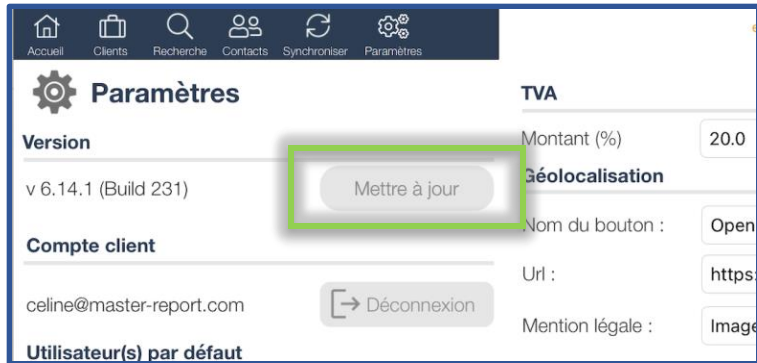 Accueil Clients Recherche Contacts Synchroniser Paramètres
Paramètres
Version
v 6.14.1 (Build 231)
Mettre à jour
Compte client
celine@master-report.com
Déconnexion
Utilisateur(s) par défaut
TVA
Montant (%)
20.0
Géolocalisation
Nom du bouton :
Open
Url :
https:
Mention légale :
Image